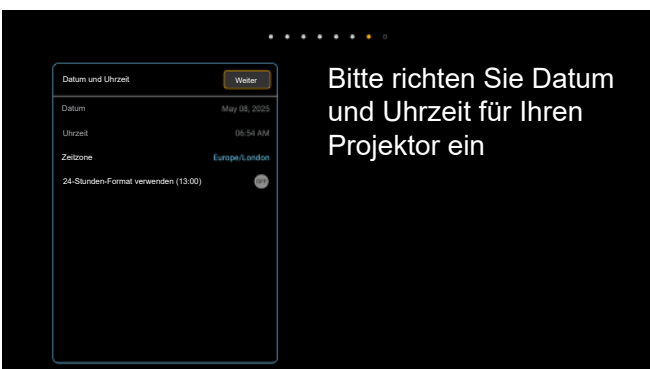 Datum und Uhrzeit
Weiter
Datum
May 08, 2025
Uhrzeit
06:54 AM
Zeitzone
Europe/London
24-Stunden-Format verwenden (13:00)
OFF
Bitte richten Sie Datum
und Uhrzeit für Ihren
Projektor ein